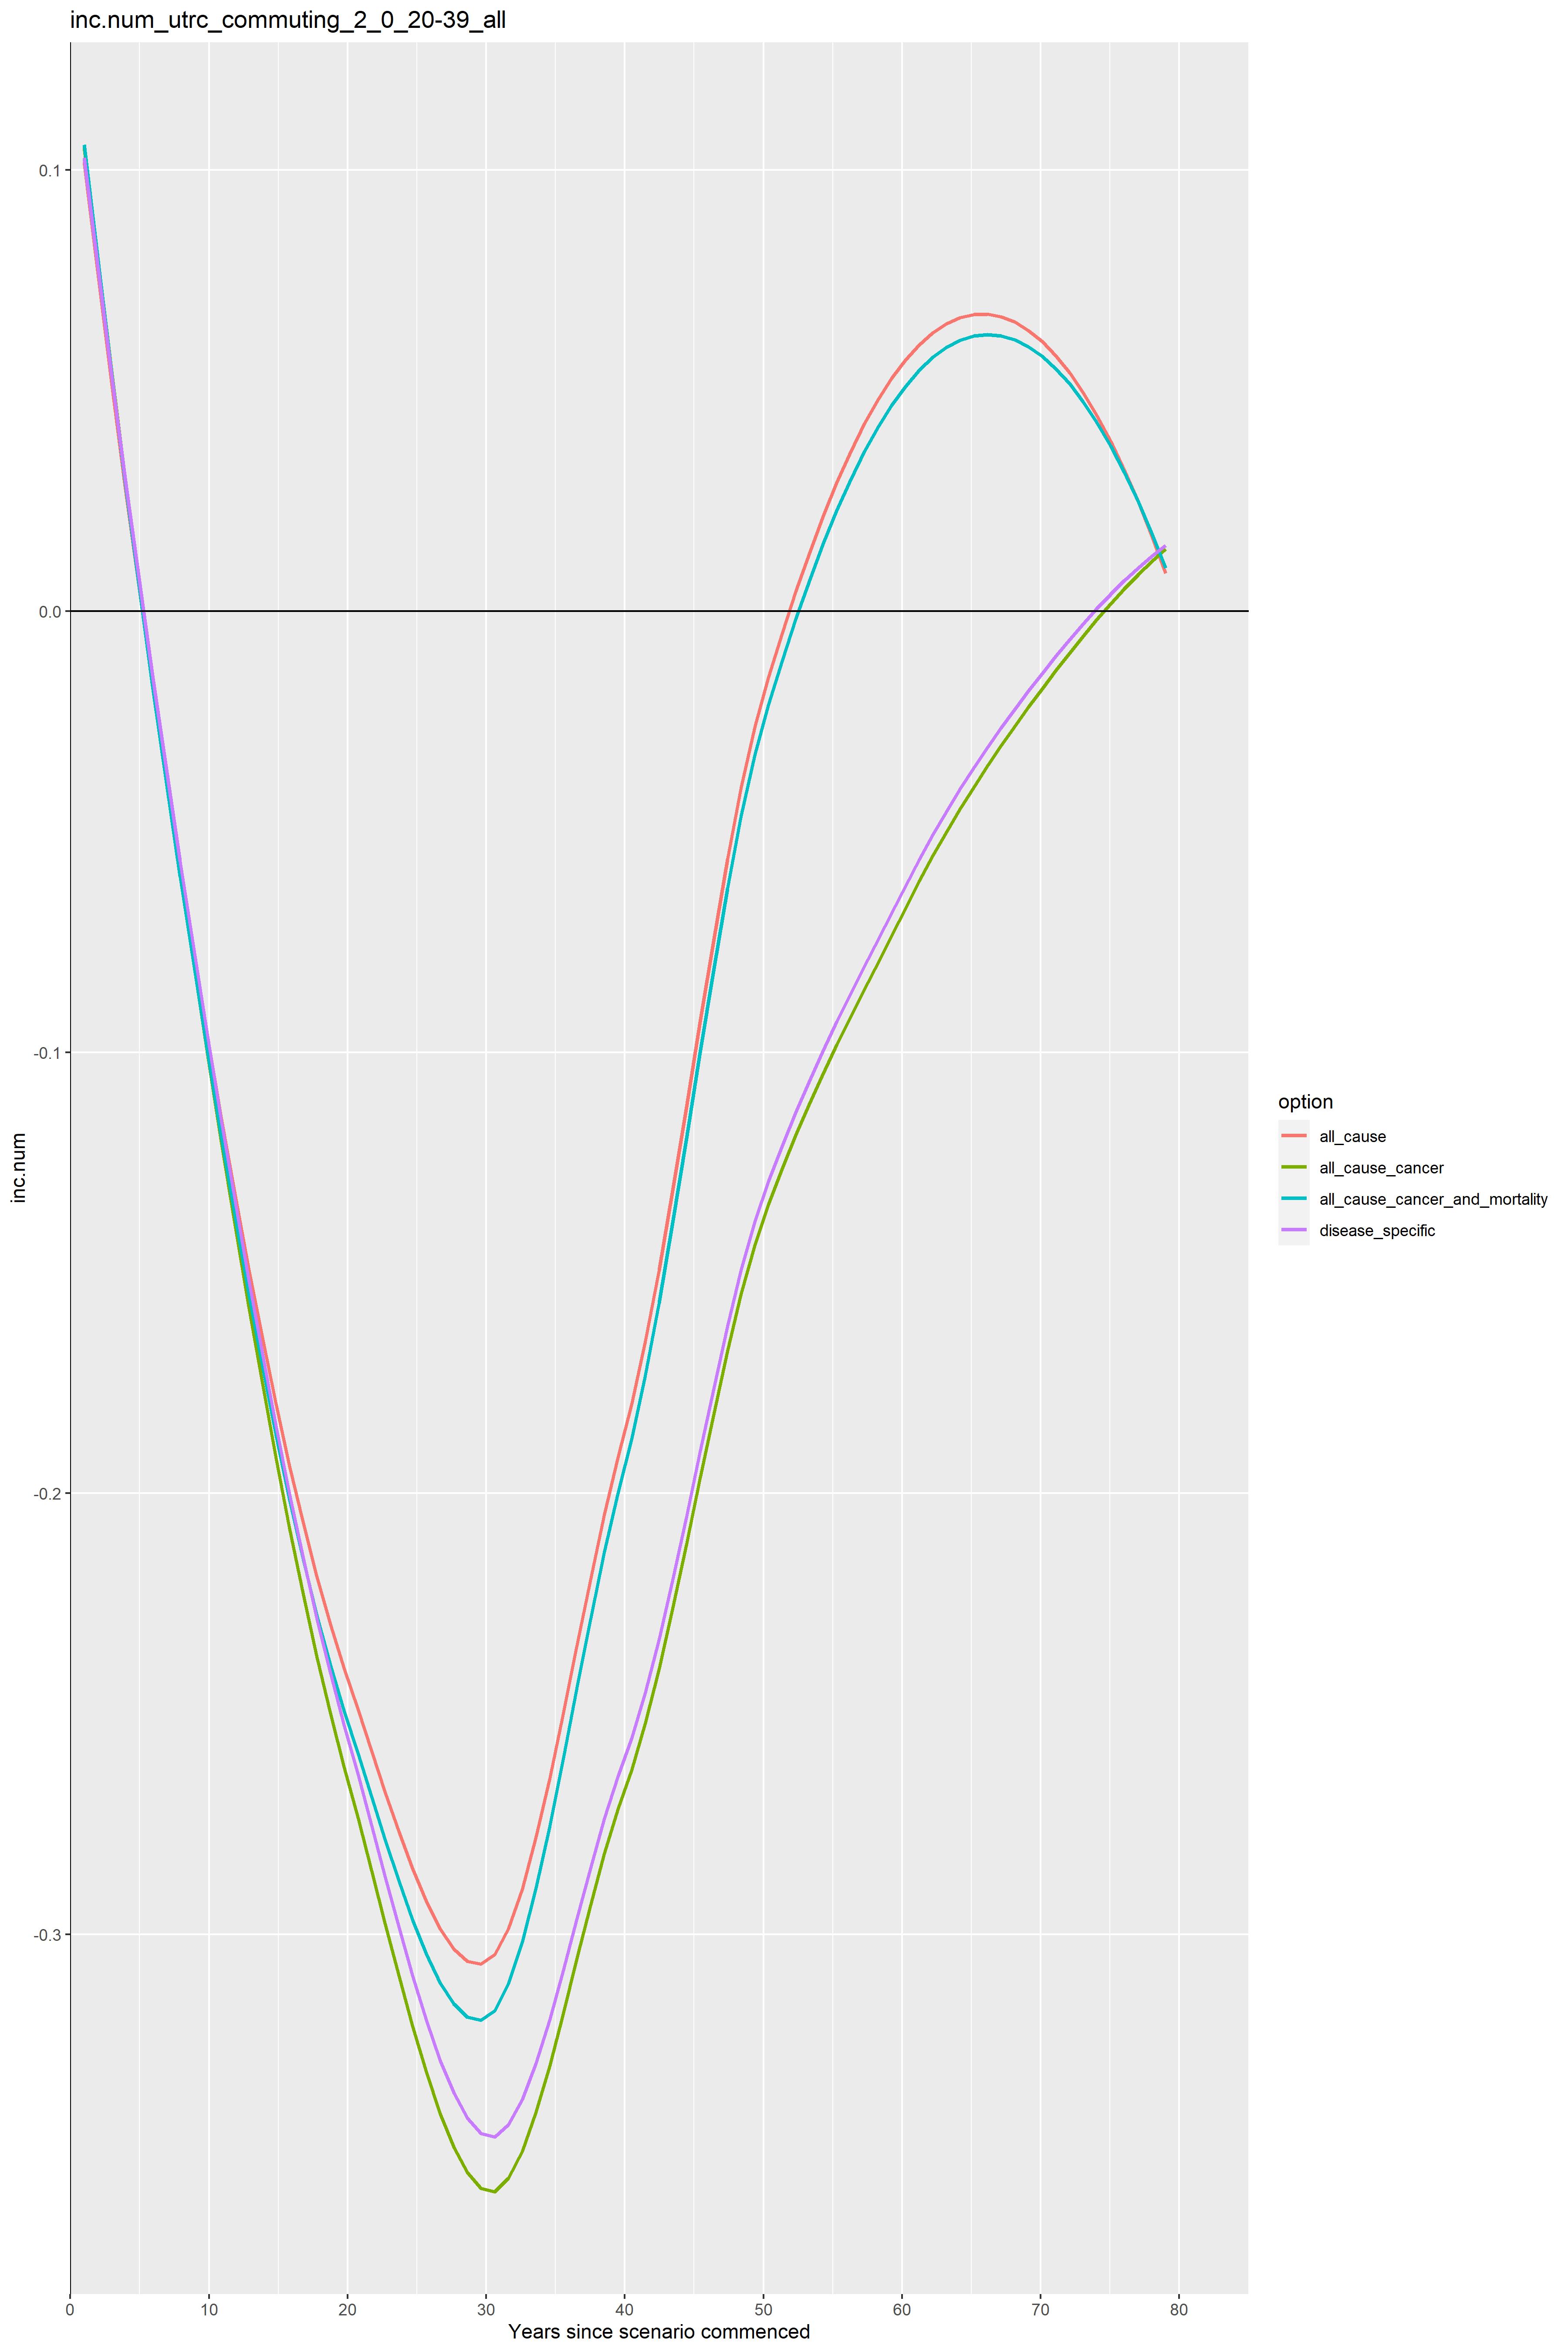 inc.num_utrc_commuting_2_0_20-39_all
0.1
0.0
-0.1
-0.2
-0.3
inc.num
0 10 20 30 40 50 60 70 80
Years since scenario commenced
option
all_cause
all_cause_cancer
all_cause_cancer_and_mortality
disease_specific